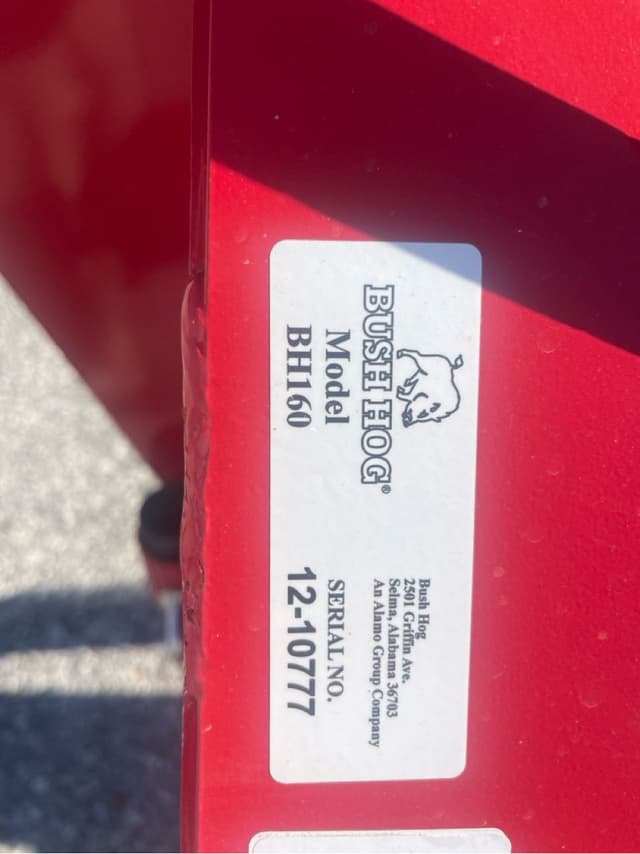 BUSH HOG®
Model
BH160
Bush Hog
2501 Griffin Ave.
Selma, Alabama 36703
An Alamo Group Company
SERIAL NO.
12-10777